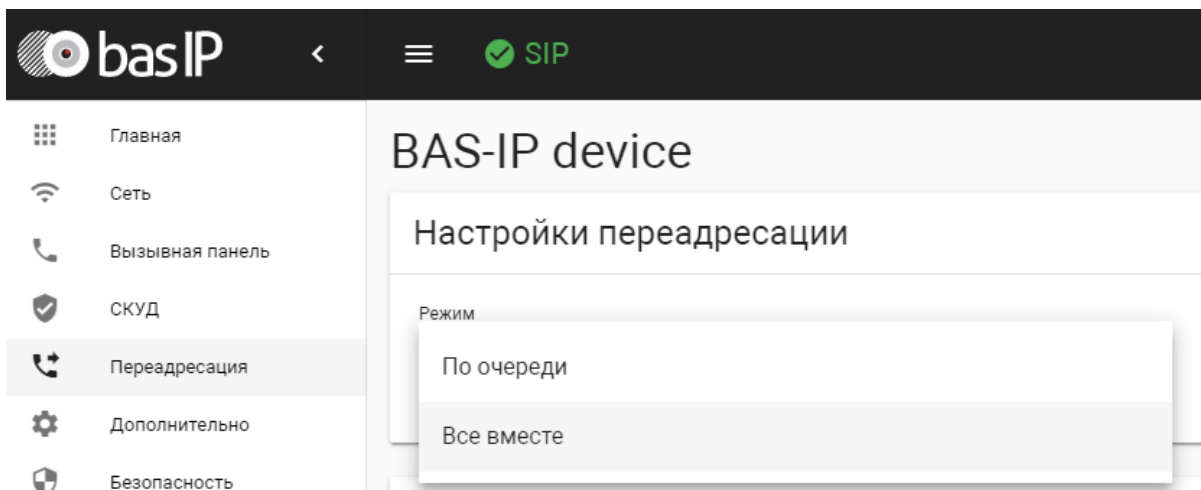 bas IP
SIP
Главная
Сеть
Вызывная панель
СКУД
Переадресация
Дополнительно
Безопасность
BAS-IP device
Настройки переадресации
Режим
По очереди
Все вместе